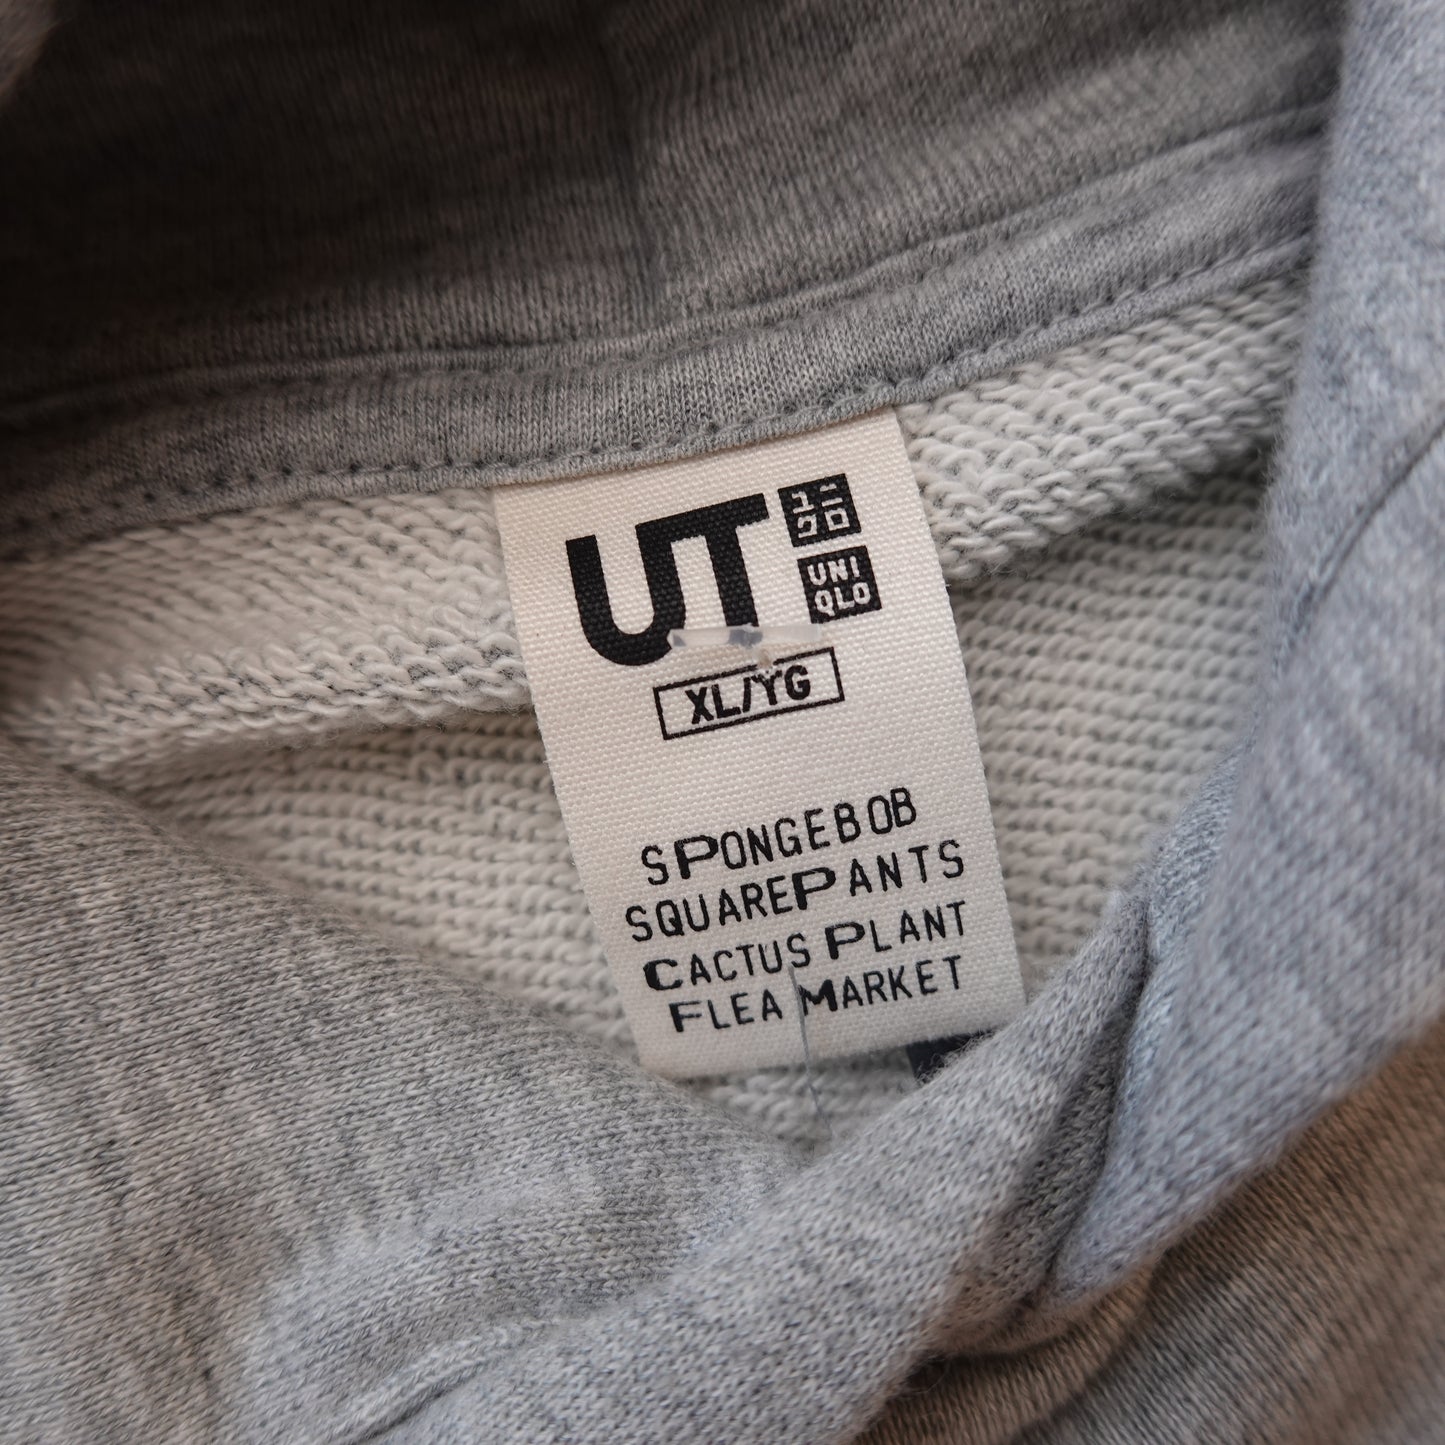 UT
ユニ
クロ
UNI
QLO
XL/YG
SPONGEBOB
SQUAREPANTS
CACTUS PLANT
FLEA MARKET